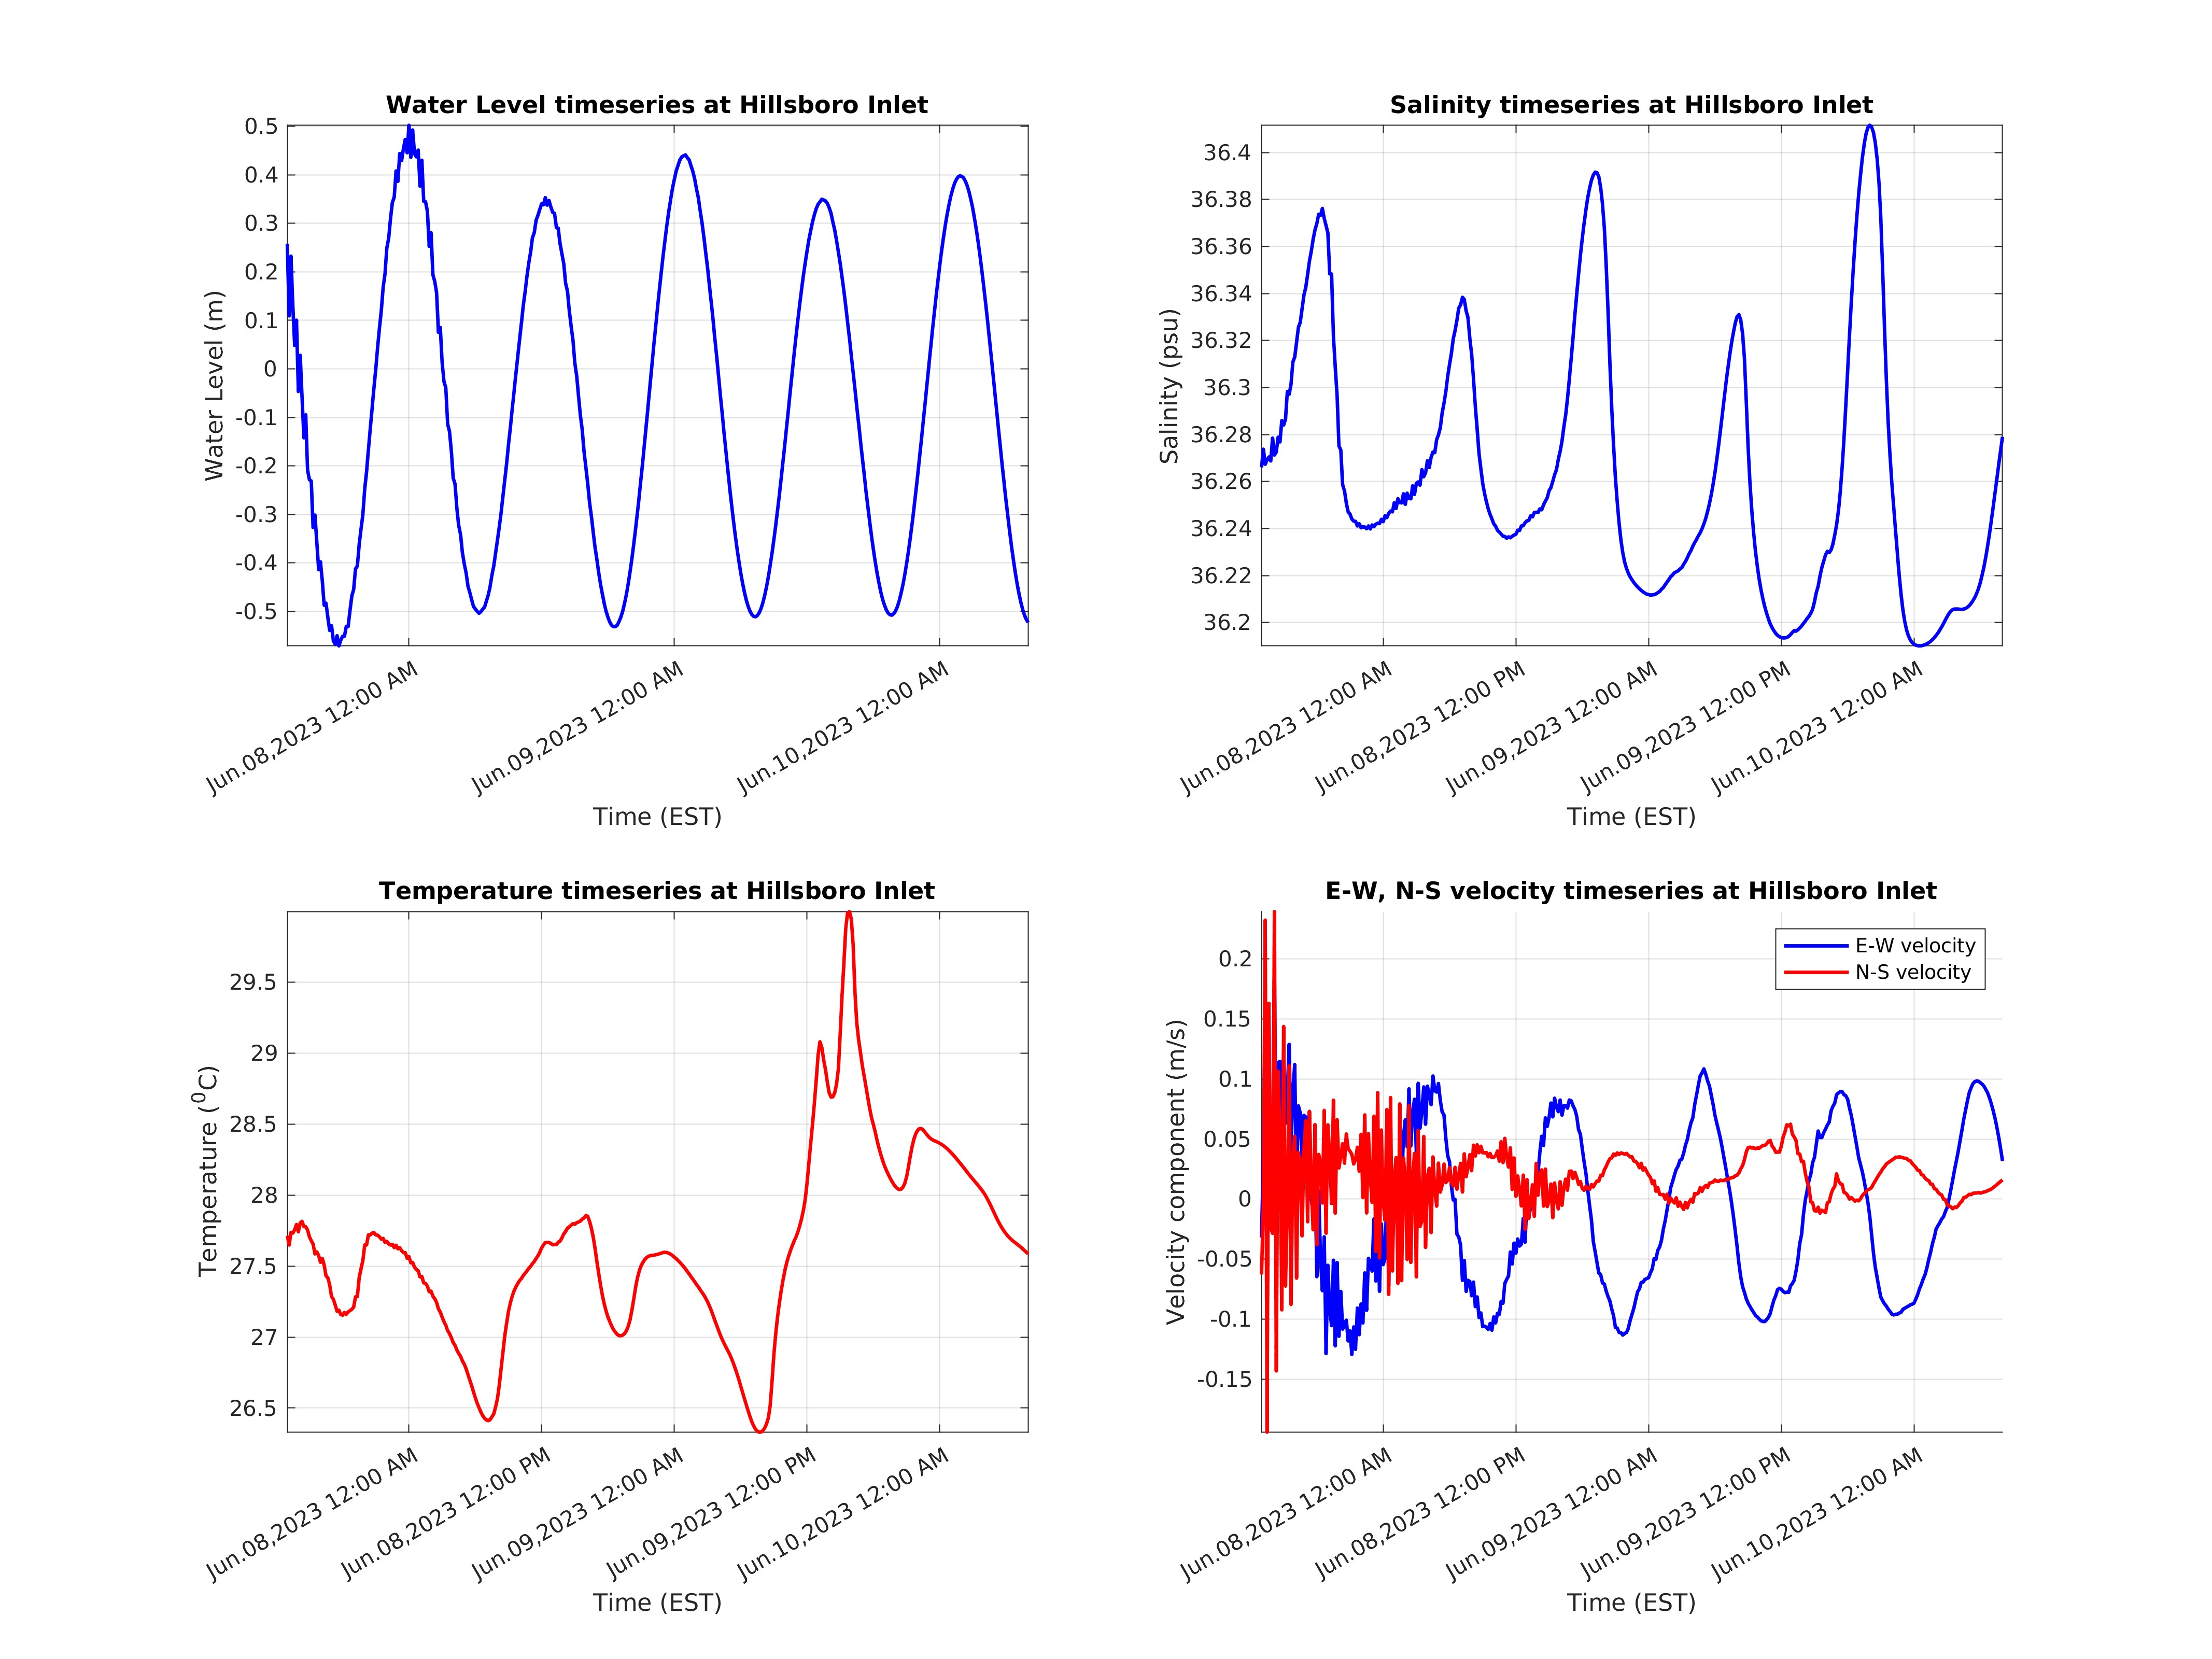 Water Level timeseries at Hillsboro Inlet
0.5
0.4
0.3
0.2
0.1
0
-0.1
-0.2
-0.3
-0.4
-0.5
Water Level (m)
Jun.08,2023 12:00 AM
Jun.09,2023 12:00 AM
Jun.10,2023 12:00 AM
Time (EST)
Salinity timeseries at Hillsboro Inlet
36.4
36.38
36.36
36.34
36.32
36.3
36.28
36.26
36.24
36.22
36.2
Salinity (psu)
Jun.08,2023 12:00 AM
Jun.08,2023 12:00 PM
Jun.09,2023 12:00 AM
Jun.09,2023 12:00 PM
Jun.10,2023 12:00 AM
Time (EST)
Temperature timeseries at Hillsboro Inlet
29.5
29
28.5
28
27.5
27
26.5
Temperature (⁰C)
Jun.08,2023 12:00 AM
Jun.08,2023 12:00 PM
Jun.09,2023 12:00 AM
Jun.09,2023 12:00 PM
Jun.10,2023 12:00 AM
Time (EST)
E-W, N-S velocity timeseries at Hillsboro Inlet
E-W velocity
N-S velocity
0.2
0.15
0.1
0.05
0
-0.05
-0.1
-0.15
Velocity component (m/s)
Jun.08,2023 12:00 AM
Jun.08,2023 12:00 PM
Jun.09,2023 12:00 AM
Jun.09,2023 12:00 PM
Jun.10,2023 12:00 AM
Time (EST)